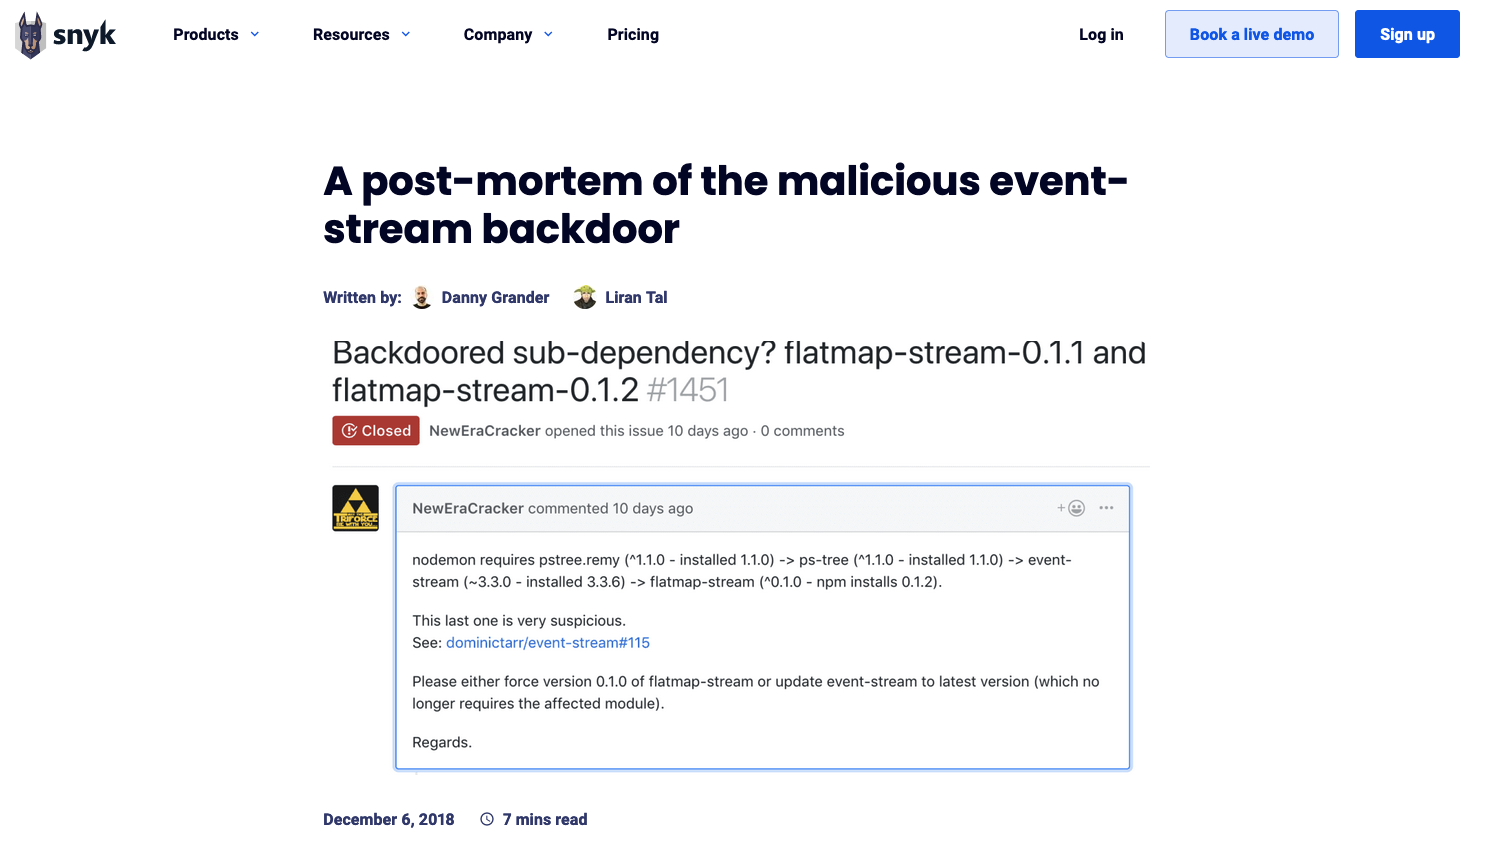 snyk
Products
Resources
Company
Pricing
Log in
Book a live demo
Sign up
A post-mortem of the malicious event-
stream backdoor
Written by: Danny Grander Liran Tal
Backdoored sub-dependency? flatmap-stream-0.1.1 and
flatmap-stream-0.1.2 #1451
Closed NewEraCracker opened this issue 10 days ago · 0 comments
TRIFORCE
BE WITH YOU...
NewEraCracker commented 10 days ago
nodemon requires pstree.remy (^1.1.0 - installed 1.1.0) -> ps-tree (^1.1.0 - installed 1.1.0) -> event-
stream (~3.3.0 - installed 3.3.6) -> flatmap-stream (^0.1.0 - npm installs 0.1.2).
This last one is very suspicious.
See: dominictarr/event-stream#115
Please either force version 0.1.0 of flatmap-stream or update event-stream to latest version (which no
longer requires the affected module).
Regards.
December 6, 2018
7 mins read